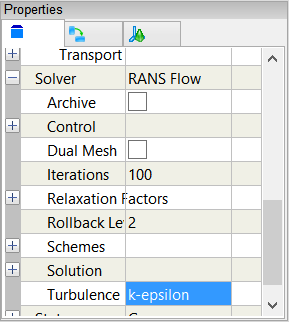 Properties
Transport
Solver RANS Flow
Archive
Control
Dual Mesh
Iterations 100
Relaxation Factors
Rollback Le 2
Schemes
Solution
Turbulence k-epsilon